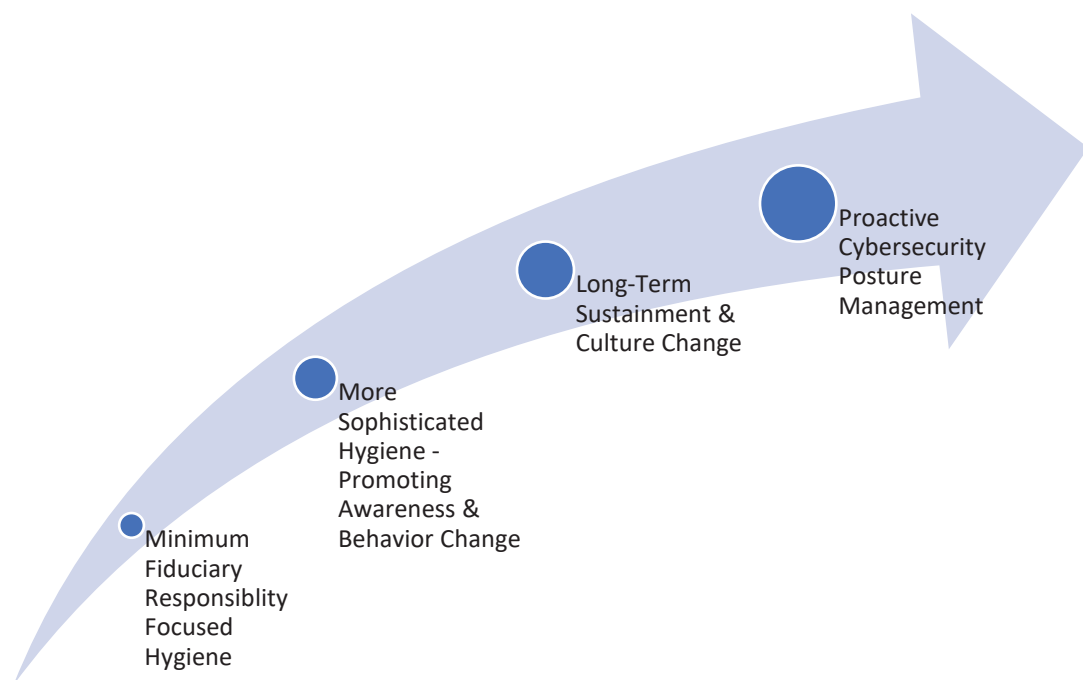 Minimum
Fiduciary
Responsiblity
Focused
Hygiene
More
Sophisticated
Hygiene -
Promoting
Awareness &
Behavior Change
Long-Term
Sustainment &
Culture Change
Proactive
Cybersecurity
Posture
Management